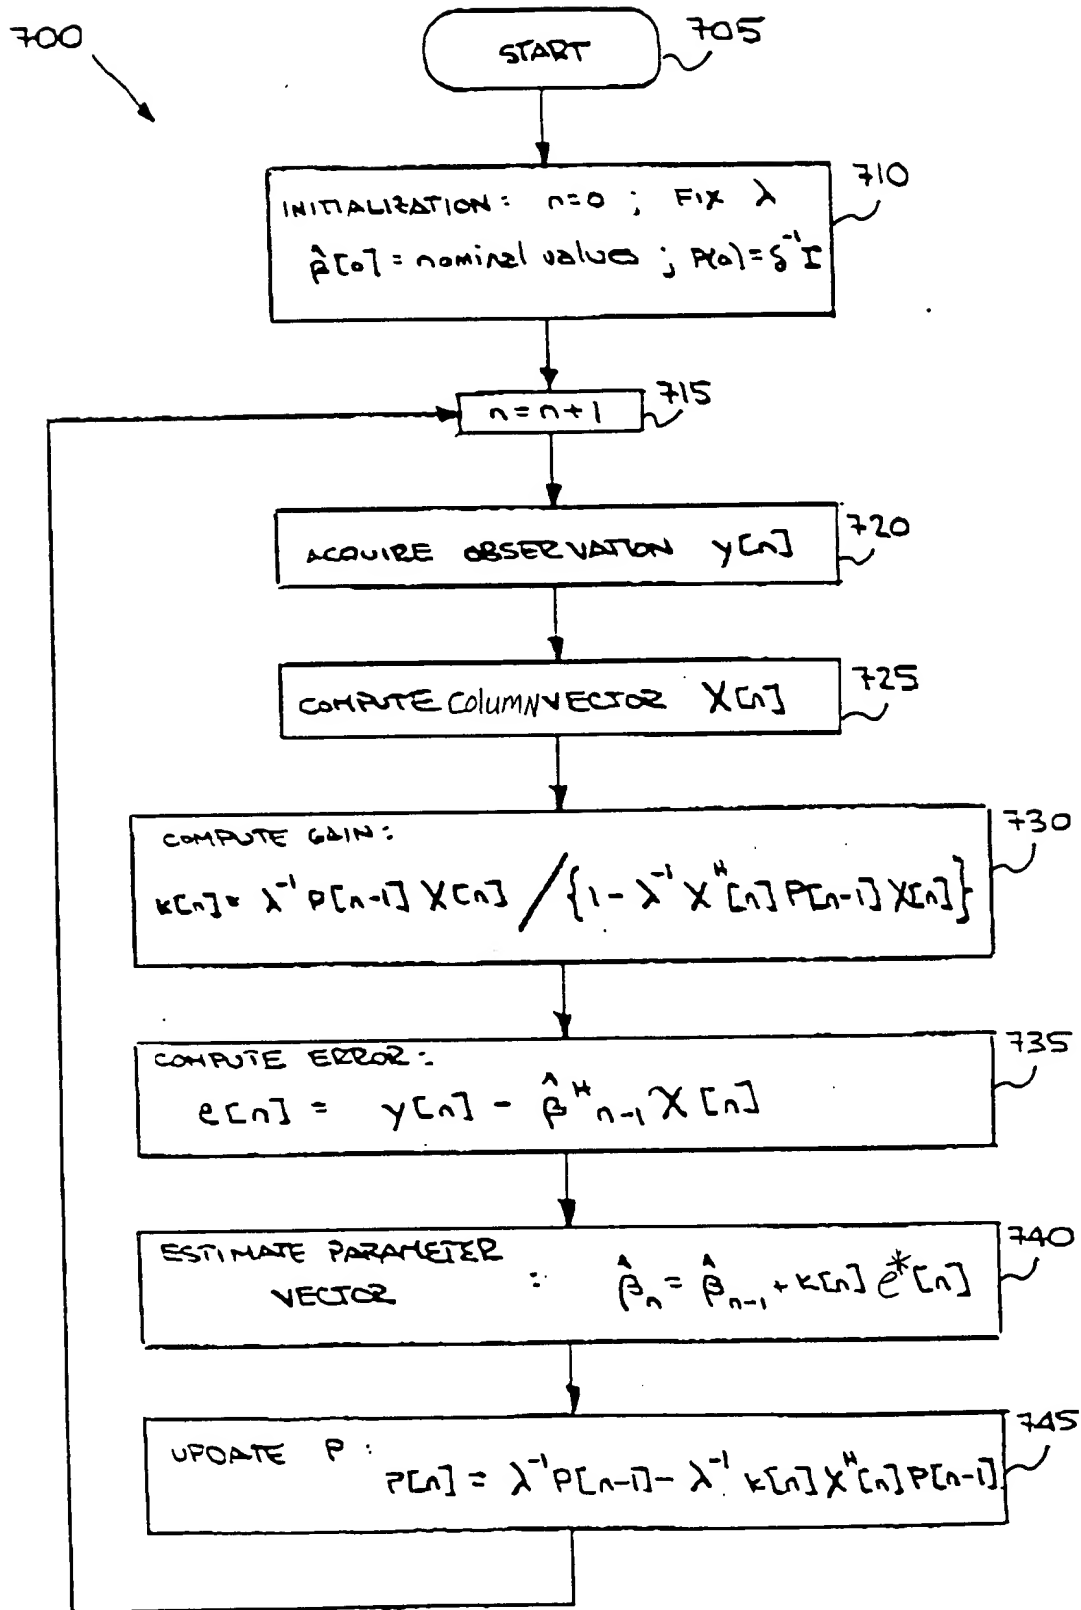 700
START
705
INITIALIZATION: n=0 ; FIX λ
β̂[0] = nominal values ; P(0) = δ⁻¹ I
710
n = n + 1
715
ACQUIRE OBSERVATION y[n]
720
COMPUTE COLUMN VECTOR X[n]
725
COMPUTE GAIN:
k[n] = λ⁻¹ P[n-1] X[n] / {1 - λ⁻¹ Xᴴ[n] P[n-1] X[n]}
730
COMPUTE ERROR:
e[n] = y[n] - β̂ᴴₙ₋₁ X[n]
735
ESTIMATE PARAMETER
VECTOR : β̂ₙ = β̂ₙ₋₁ + k[n] e*[n]
740
UPDATE P :
P[n] = λ⁻¹ P[n-1] - λ⁻¹ k[n] Xᴴ[n] P[n-1]
745